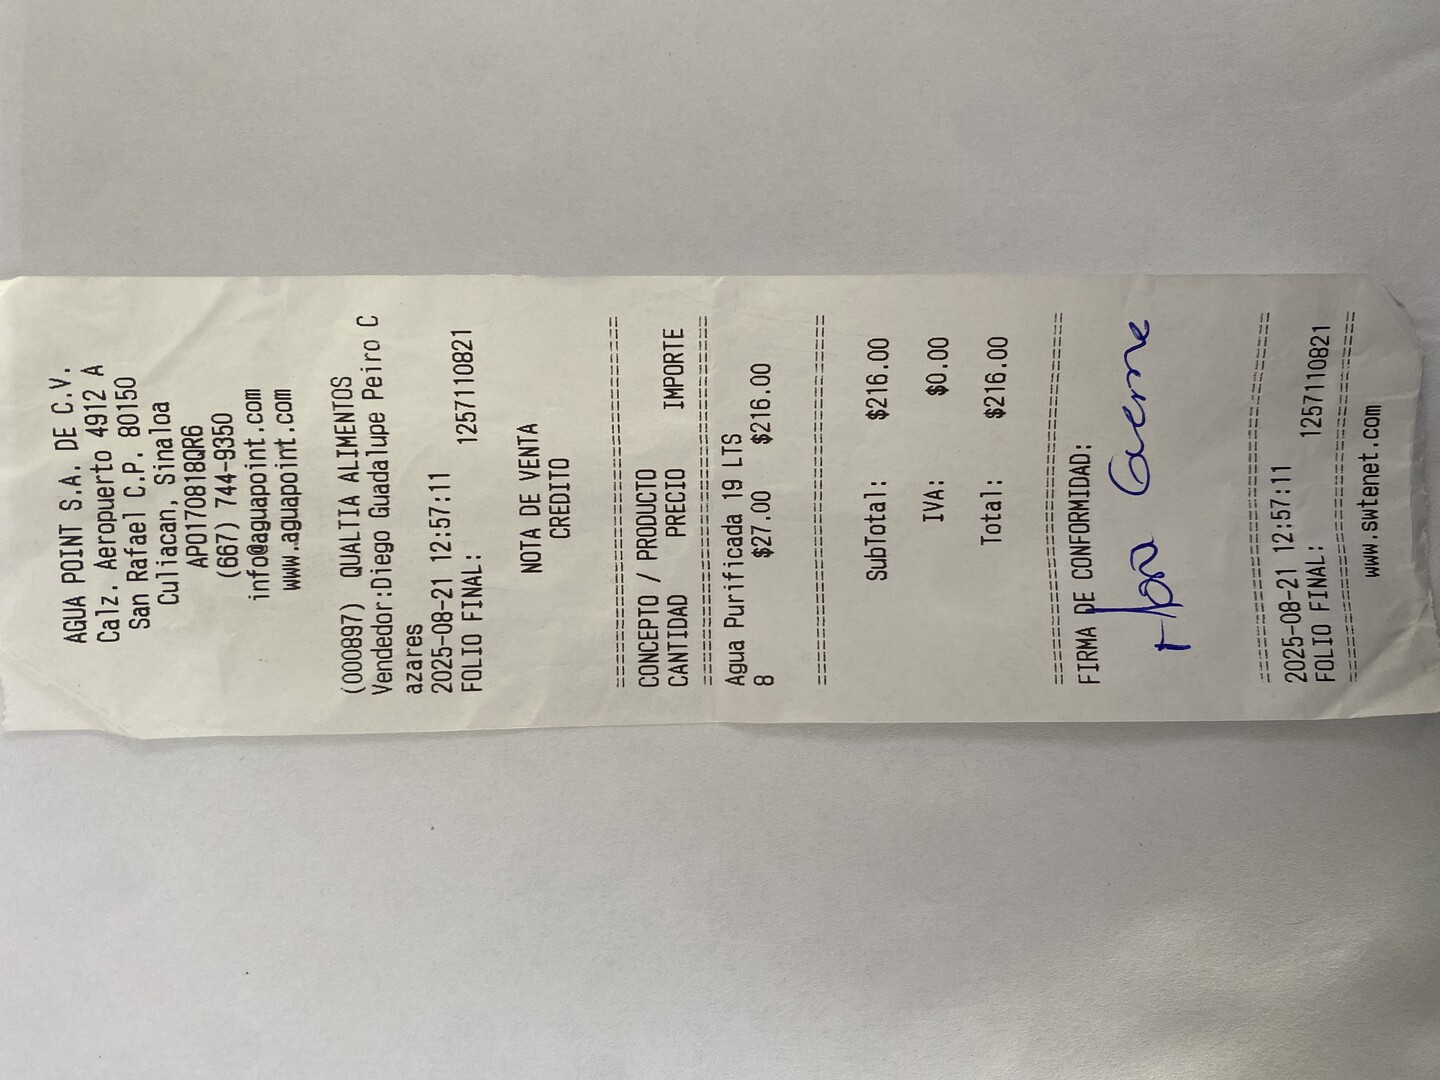 AGUA POINT S.A. DE C.V.
Calz. Aeropuerto 4912 A
San Rafael C.P. 80150
Culiacan, Sinaloa
APO170818QR6
(667) 744-9350
info@aguapoint.com
www.aguapoint.com
(000897) QUALTIA ALIMENTOS
Vendedor:Diego Guadalupe Peiro C
azares
2025-08-21 12:57:11
FOLIO FINAL: 1257110821
NOTA DE VENTA
CREDITO
================================
CONCEPTO / PRODUCTO
CANTIDAD PRECIO IMPORTE
================================
Agua Purificada 19 LTS
8 $27.00 $216.00
================================
SubTotal: $216.00
IVA: $0.00
Total: $216.00
================================
FIRMA DE CONFORMIDAD:
================================
2025-08-21 12:57:11
FOLIO FINAL: 1257110821
================================
www.swtenet.com